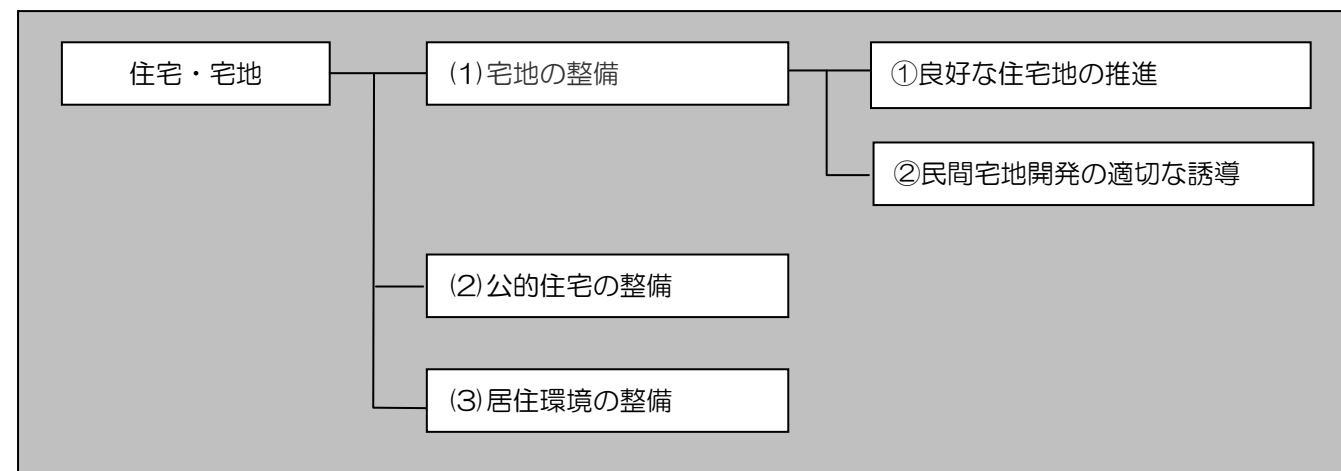 住宅・宅地
(1)宅地の整備
①良好な住宅地の推進
②民間宅地開発の適切な誘導
(2)公的住宅の整備
(3)居住環境の整備